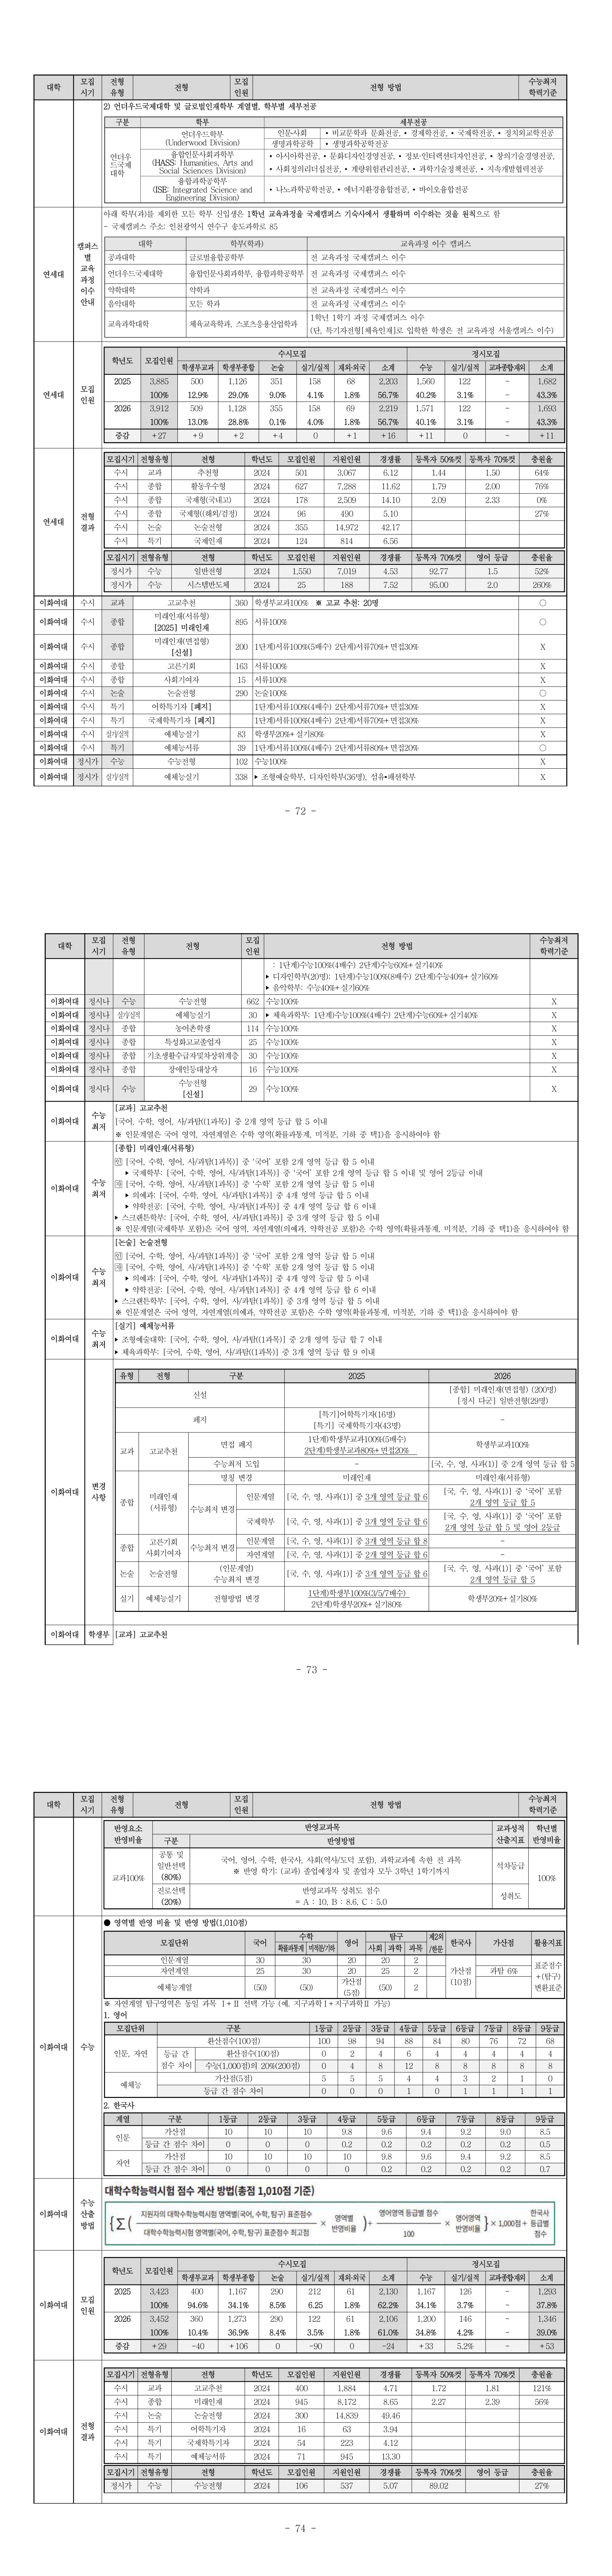 대학 모집시기 전형유형 전형 모집인원 전형 방법 수능최저학력기준
2) 언더우드국제대학 및 글로벌인재학부 계열별, 학부별 세부전공
구분 학부 세부전공
언더우드국제대학 언더우드학부 (Underwood Division) 인문·사회 • 비교문학과 문화전공, • 경제학전공, • 국제학전공, • 정치외교학전공
생명과학공학 • 생명과학공학전공
융합인문사회과학부 (HASS: Humanities, Arts and Social Sciences Division) • 아시아학전공, • 문화디자인경영전공, • 정보·인터랙션디자인전공, • 창의기술경영전공,
• 사회정의리더십전공, • 계량위험관리전공, • 과학기술정책전공, • 지속개발협력전공
융합과학공학부 (ISE: Integrated Science and Engineering Division) • 나노과학공학전공, • 에너지환경융합전공, • 바이오융합전공
연세대 캠퍼스별 교육과정 이수 안내
아래 학부(과)를 제외한 모든 학부 신입생은 1학년 교육과정을 국제캠퍼스 기숙사에서 생활하며 이수하는 것을 원칙으로 함
- 국제캠퍼스 주소: 인천광역시 연수구 송도과학로 85
대학 학부(학과) 교육과정 이수 캠퍼스
공과대학 글로벌융합공학부 전 교육과정 국제캠퍼스 이수
언더우드국제대학 융합인문사회과학부, 융합과학공학부 전 교육과정 국제캠퍼스 이수
약학대학 약학과 전 교육과정 국제캠퍼스 이수
음악대학 모든 학과 전 교육과정 국제캠퍼스 이수
교육과학대학 체육교육학과, 스포츠응용산업학과 1학년 1학기 과정 국제캠퍼스 이수
(단, 특기자전형[체육인재]로 입학한 학생은 전 교육과정 서울캠퍼스 이수)
연세대 모집인원
학년도 모집인원 수시모집 정시모집
학생부교과 학생부종합 논술 실기/실적 재외·외국 소계 수능 실기/실적 교과종합제외 소계
2025 3,885 500 1,126 351 158 68 2,203 1,560 122 - 1,682
100% 12.9% 29.0% 9.0% 4.1% 1.8% 56.7% 40.2% 3.1% - 43.3%
2026 3,912 509 1,128 355 158 69 2,219 1,571 122 - 1,693
100% 13.0% 28.8% 0.1% 4.0% 1.8% 56.7% 40.1% 3.1% - 43.3%
증감 +27 +9 +2 +4 0 +1 +16 +11 0 - +11
연세대 전형결과
모집시기 전형유형 전형 학년도 모집인원 지원인원 경쟁률 등록자 50%컷 등록자 70%컷 충원율
수시 교과 추천형 2024 501 3,067 6.12 1.44 1.50 64%
수시 종합 활동우수형 2024 627 7,288 11.62 1.79 2.00 76%
수시 종합 국제형(국내고) 2024 178 2,509 14.10 2.09 2.33 0%
수시 종합 국제형((해외/검정) 2024 96 490 5.10 27%
수시 논술 논술전형 2024 355 14,972 42.17
수시 특기 국제인재 2024 124 814 6.56
모집시기 전형유형 전형 학년도 모집인원 지원인원 경쟁률 등록자 70%컷 영어 등급 충원율
정시가 수능 일반전형 2024 1,550 7,019 4.53 92.77 1.5 52%
정시가 수능 시스템반도체 2024 25 188 7.52 95.00 2.0 260%
이화여대 수시 교과 고교추천 360 학생부교과100% ※ 고교 추천: 20명 ○
이화여대 수시 종합 미래인재(서류형) [2025] 미래인재 895 서류100% ○
이화여대 수시 종합 미래인재(면접형) [신설] 200 1단계)서류100%(5배수) 2단계)서류70%+면접30% X
이화여대 수시 종합 고른기회 163 서류100% X
이화여대 수시 종합 사회기여자 15 서류100% X
이화여대 수시 논술 논술전형 290 논술100% ○
이화여대 수시 특기 어학특기자 [폐지] 1단계)서류100%(4배수) 2단계)서류70%+면접30% X
이화여대 수시 특기 국제학특기자 [폐지] 1단계)서류100%(4배수) 2단계)서류70%+면접30% X
이화여대 수시 실기/실적 예체능실기 83 학생부20%+실기80% X
이화여대 수시 특기 예체능서류 39 1단계)서류100%(4배수) 2단계)서류80%+면접20% ○
이화여대 정시가 수능 수능전형 102 수능100% X
이화여대 정시가 실기/실적 예체능실기 338 ▸ 조형예술학부, 디자인학부(36명), 섬유•패션학부 X
- 72 -
대학 모집시기 전형유형 전형 모집인원 전형 방법 수능최저학력기준
: 1단계)수능100%(4배수) 2단계)수능60%+실기40%
▸ 디자인학부(20명): 1단계)수능100%(8배수) 2단계)수능40%+실기60%
▸ 음악학부: 수능40%+실기60%
이화여대 정시나 수능 수능전형 662 수능100% X
이화여대 정시나 실기/실적 예체능실기 30 ▸ 체육과학부: 1단계)수능100%(4배수) 2단계)수능60%+실기40% X
이화여대 정시나 종합 농어촌학생 114 수능100% X
이화여대 정시나 종합 특성화고교졸업자 25 수능100% X
이화여대 정시나 종합 기초생활수급자및차상위계층 30 수능100% X
이화여대 정시나 종합 장애인등대상자 16 수능100% X
이화여대 정시다 수능 수능전형 [신설] 29 수능100% X
이화여대 수능최저
[교과] 고교추천
[국어, 수학, 영어, 사/과탐(1과목)] 중 2개 영역 등급 합 5 이내
※ 인문계열은 국어 영역, 자연계열은 수학 영역(확률과통계, 미적분, 기하 중 택1)을 응시하여야 함
이화여대 수능최저
[종합] 미래인재(서류형)
인 [국어, 수학, 영어, 사/과탐(1과목)] 중 '국어' 포함 2개 영역 등급 합 5 이내
▸ 국제학부: [국어, 수학, 영어, 사/과탐(1과목)] 중 '국어' 포함 2개 영역 등급 합 5 이내 및 영어 2등급 이내
자 [국어, 수학, 영어, 사/과탐(1과목)] 중 '수학' 포함 2개 영역 등급 합 5 이내
▸ 의예과: [국어, 수학, 영어, 사/과탐(1과목)] 중 4개 영역 등급 합 5 이내
▸ 약학전공: [국어, 수학, 영어, 사/과탐(1과목)] 중 4개 영역 등급 합 6 이내
▸ 스크랜튼학부: [국어, 수학, 영어, 사/과탐(1과목)] 중 3개 영역 등급 합 5 이내
※ 인문계열(국제학부 포함)은 국어 영역, 자연계열(의예과, 약학전공 포함)은 수학 영역(확률과통계, 미적분, 기하 중 택1)을 응시하여야 함
이화여대 수능최저
[논술] 논술전형
인 [국어, 수학, 영어, 사/과탐(1과목)] 중 '국어' 포함 2개 영역 등급 합 5 이내
자 [국어, 수학, 영어, 사/과탐(1과목)] 중 '수학' 포함 2개 영역 등급 합 5 이내
▸ 의예과: [국어, 수학, 영어, 사/과탐(1과목)] 중 4개 영역 등급 합 5 이내
▸ 약학전공: [국어, 수학, 영어, 사/과탐(1과목)] 중 4개 영역 등급 합 6 이내
▸ 스크랜튼학부: [국어, 수학, 영어, 사/과탐(1과목)] 중 3개 영역 등급 합 5 이내
※ 인문계열은 국어 영역, 자연계열(의예과, 약학전공 포함)은 수학 영역(확률과통계, 미적분, 기하 중 택1)을 응시하여야 함
이화여대 수능최저
[실기] 예체능서류
▸ 조형예술대학: [국어, 수학, 영어, 사/과탐((1과목)] 중 2개 영역 등급 합 7 이내
▸ 체육과학부: [국어, 수학, 영어, 사/과탐((1과목)] 중 3개 영역 등급 합 9 이내
이화여대 변경사항
유형 전형 구분 2025 2026
신설 [종합] 미래인재(면접형) (200명)
[정시 다군] 일반전형(29명)
폐지 [특기]어학특기자(16명)
[특기] 국제학특기자(43명) -
교과 고교추천 면접 폐지 1단계)학생부교과100%(5배수)
2단계)학생부교과80%+면접20% 학생부교과100%
수능최저 도입 - [국, 수, 영, 사과(1)] 중 2개 영역 등급 합 5
종합 미래인재(서류형) 명칭 변경 미래인재 미래인재(서류형)
수능최저 변경 인문계열 [국, 수, 영, 사과(1)] 중 3개 영역 등급 합 6 [국, 수, 영, 사과(1)] 중 '국어' 포함 2개 영역 등급 합 5
국제학부 [국, 수, 영, 사과(1)] 중 3개 영역 등급 합 6 [국, 수, 영, 사과(1)] 중 '국어' 포함 2개 영역 등급 합 5 및 영어 2등급
종합 고른기회 사회기여자 수능최저 변경 인문계열 [국, 수, 영, 사과(1)] 중 3개 영역 등급 합 8 -
자연계열 [국, 수, 영, 사과(1)] 중 2개 영역 등급 합 6 -
논술 논술전형 (인문계열) 수능최저 변경 [국, 수, 영, 사과(1)] 중 3개 영역 등급 합 6 [국, 수, 영, 사과(1)] 중 '국어' 포함 2개 영역 등급 합 5
실기 예체능실기 전형방법 변경 1단계)학생부100%(3/5/7배수)
2단계)학생부20%+실기80% 학생부20%+실기80%
이화여대 학생부 [교과] 고교추천
- 73 -
대학 모집시기 전형유형 전형 모집인원 전형 방법 수능최저학력기준
반영요소 반영비율 반영교과목 교과성적 산출지표 학년별 반영비율
구분 반영방법
교과100% 공통 및 일반선택 (80%) 국어, 영어, 수학, 한국사, 사회(역사/도덕 포함), 과학교과에 속한 전 과목
※ 반영 학기: (교과) 졸업예정자 및 졸업자 모두 3학년 1학기까지 석차등급 100%
진로선택 (20%) 반영교과목 성취도 점수
= A : 10, B : 8.6, C : 5.0 성취도
이화여대 수능
● 영역별 반영 비율 및 반영 방법(1,010점)
모집단위 국어 수학 영어 탐구 제2외/한문 한국사 가산점 활용지표
확률과통계 미적분/기하 사회 과학 과목
인문계열 30 30 20 20 2 가산점(10점) 표준점수+(탐구)변환표준
자연계열 25 30 20 25 2 과탐 6%
예체능계열 (50) (50) 가산점(5점) (50) 2
※ 자연계열 탐구영역은 동일 과목 Ⅰ+Ⅱ 선택 가능 (예, 지구과학Ⅰ+지구과학Ⅱ 가능)
1. 영어
모집단위 구분 1등급 2등급 3등급 4등급 5등급 6등급 7등급 8등급 9등급
인문, 자연 환산점수(100점) 100 98 94 88 84 80 76 72 68
등급 간 점수 차이 환산점수(100점) 0 2 4 6 4 4 4 4 4
수능(1,000점)의 20%(200점) 0 4 8 12 8 8 8 8 8
예체능 가산점(5점) 5 5 5 4 4 3 2 1 0
등급 간 점수 차이 0 0 0 1 0 1 1 1 1
2. 한국사
계열 구분 1등급 2등급 3등급 4등급 5등급 6등급 7등급 8등급 9등급
인문 가산점 10 10 10 9.8 9.6 9.4 9.2 9.0 8.5
등급 간 점수 차이 0 0 0 0.2 0.2 0.2 0.2 0.2 0.5
자연 가산점 10 10 10 10 9.8 9.6 9.4 9.2 8.5
등급 간 점수 차이 0 0 0 0 0.2 0.2 0.2 0.2 0.7
이화여대 수능 산출 방법
대학수학능력시험 점수 계산 방법(총점 1,010점 기준)
{Σ( 지원자의 대학수학능력시험 영역별(국어, 수학, 탐구) 표준점수 / 대학수학능력시험 영역별(국어, 수학, 탐구) 표준점수 최고점 × 영역별 반영비율 )+ 영어영역 등급별 점수 / 100 × 영어영역 반영비율 }× 1,000점+ 한국사 등급별 점수
이화여대 모집인원
학년도 모집인원 수시모집 정시모집
학생부교과 학생부종합 논술 실기/실적 재외·외국 소계 수능 실기/실적 교과종합제외 소계
2025 3,423 400 1,167 290 212 61 2,130 1,167 126 - 1,293
100% 94.6% 34.1% 8.5% 6.25 1.8% 62.2% 34.1% 3.7% - 37.8%
2026 3,452 360 1,273 290 122 61 2,106 1,200 146 - 1,346
100% 10.4% 36.9% 8.4% 3.5% 1.8% 61.0% 34.8% 4.2% - 39.0%
증감 +29 -40 +106 0 -90 0 -24 +33 5.2% - +53
이화여대 전형결과
모집시기 전형유형 전형 학년도 모집인원 지원인원 경쟁률 등록자 50%컷 등록자 70%컷 충원율
수시 교과 고교추천 2024 400 1,884 4.71 1.72 1.81 121%
수시 종합 미래인재 2024 945 8,172 8.65 2.27 2.39 56%
수시 논술 논술전형 2024 300 14,839 49.46
수시 특기 어학특기자 2024 16 63 3.94
수시 특기 국제학특기자 2024 54 223 4.12
수시 특기 예체능서류 2024 71 945 13.30
모집시기 전형유형 전형 학년도 모집인원 지원인원 경쟁률 등록자 70%컷 영어 등급 충원율
정시가 수능 수능전형 2024 106 537 5.07 89.02 27%
- 74 -